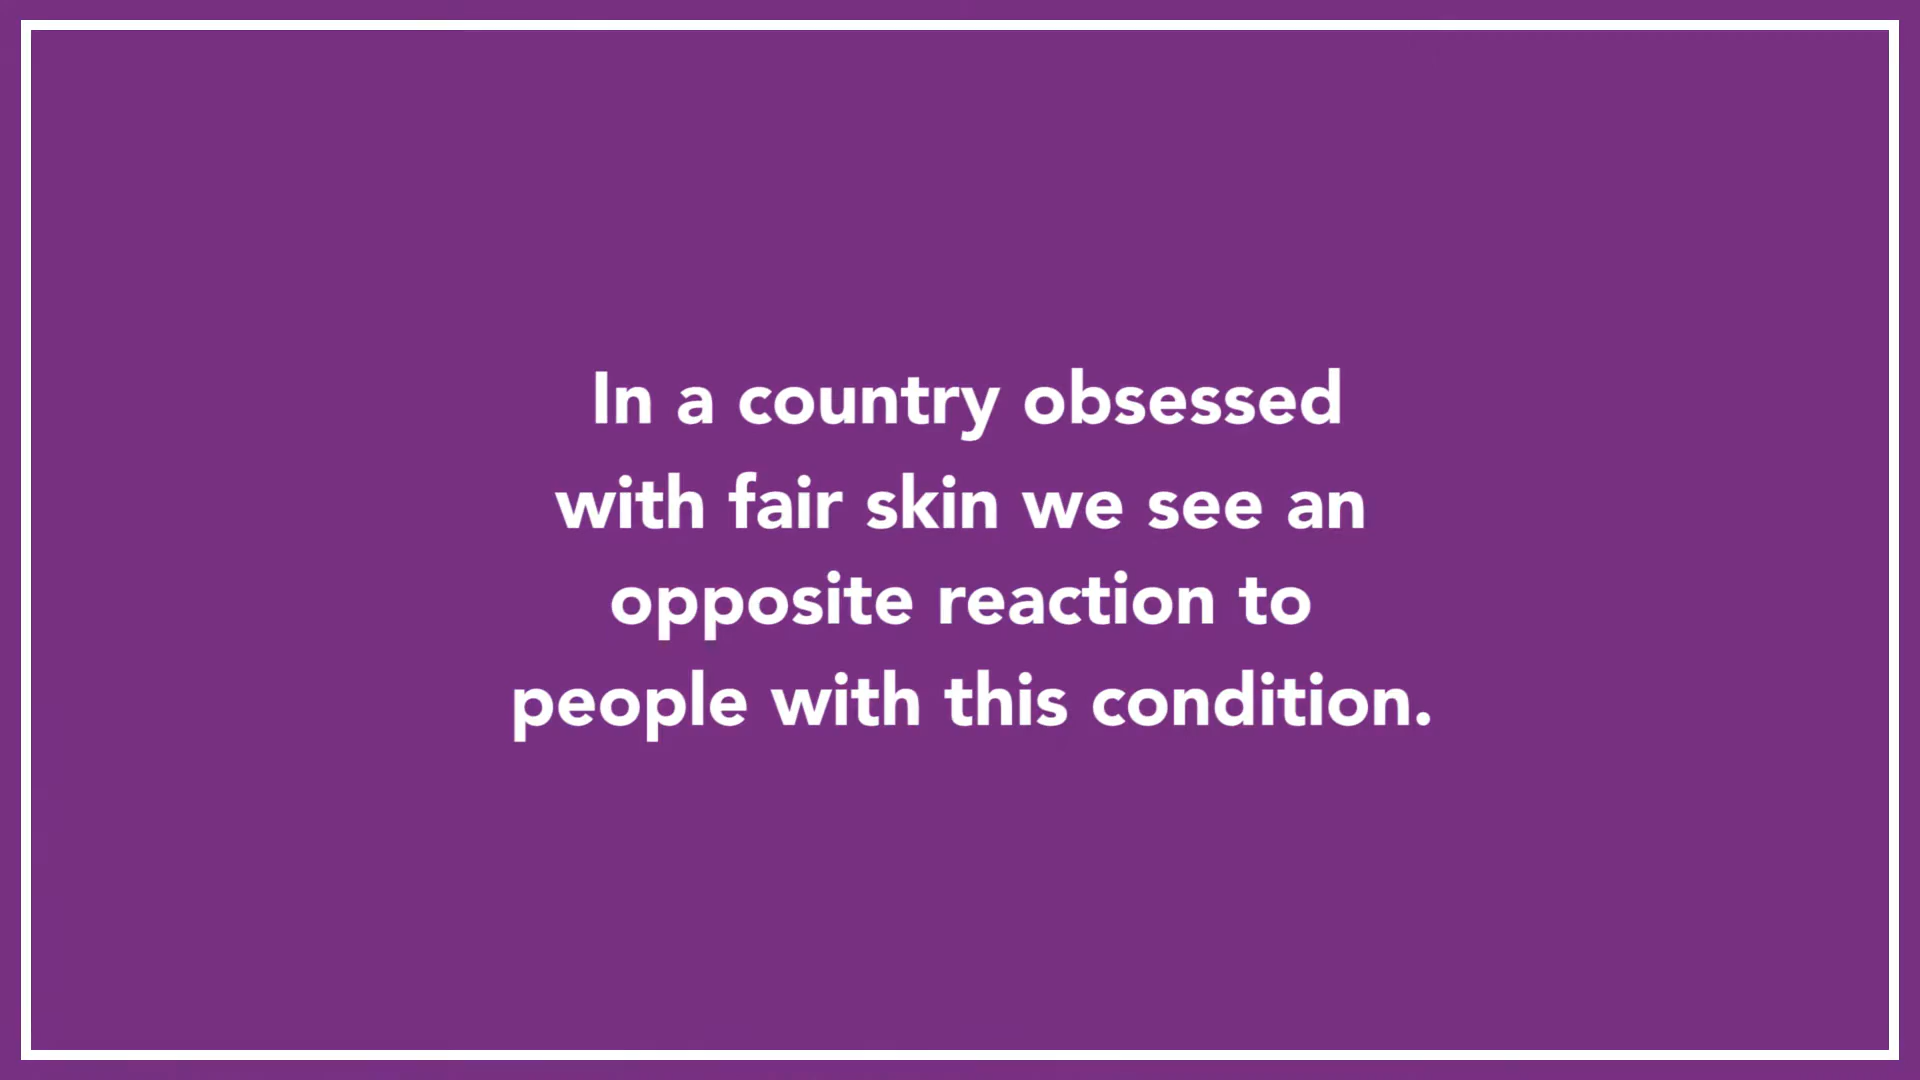 In a country obsessed
with fair skin we see an
opposite reaction to
people with this condition.